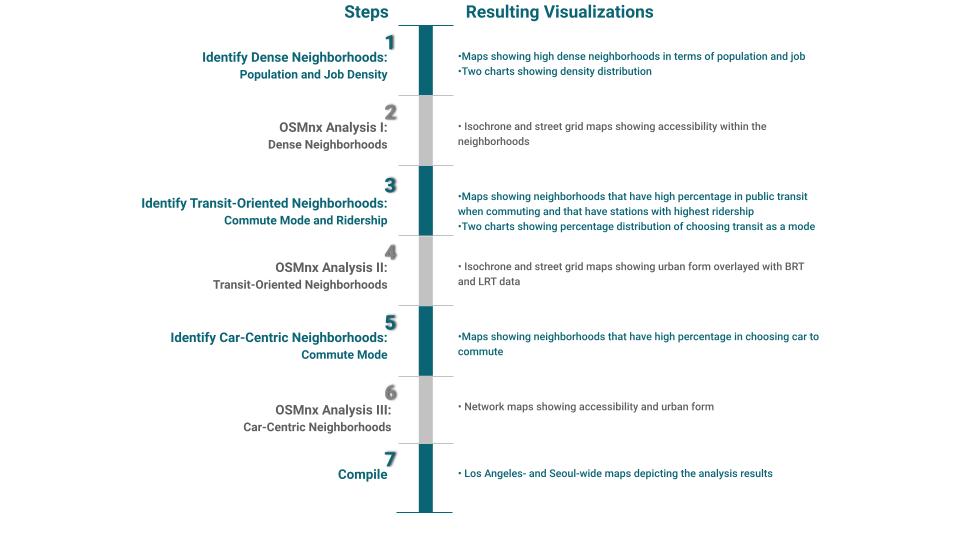 Steps
Resulting Visualizations
1
Identify Dense Neighborhoods:
Population and Job Density
•Maps showing high dense neighborhoods in terms of population and job
•Two charts showing density distribution
2
OSMnx Analysis I:
Dense Neighborhoods
• Isochrone and street grid maps showing accessibility within the
neighborhoods
3
Identify Transit-Oriented Neighborhoods:
Commute Mode and Ridership
•Maps showing neighborhoods that have high percentage in public transit
when commuting and that have stations with highest ridership
•Two charts showing percentage distribution of choosing transit as a mode
4
OSMnx Analysis II:
Transit-Oriented Neighborhoods
• Isochrone and street grid maps showing urban form overlayed with BRT
and LRT data
5
Identify Car-Centric Neighborhoods:
Commute Mode
•Maps showing neighborhoods that have high percentage in choosing car to
commute
6
OSMnx Analysis III:
Car-Centric Neighborhoods
• Network maps showing accessibility and urban form
7
Compile
• Los Angeles- and Seoul-wide maps depicting the analysis results